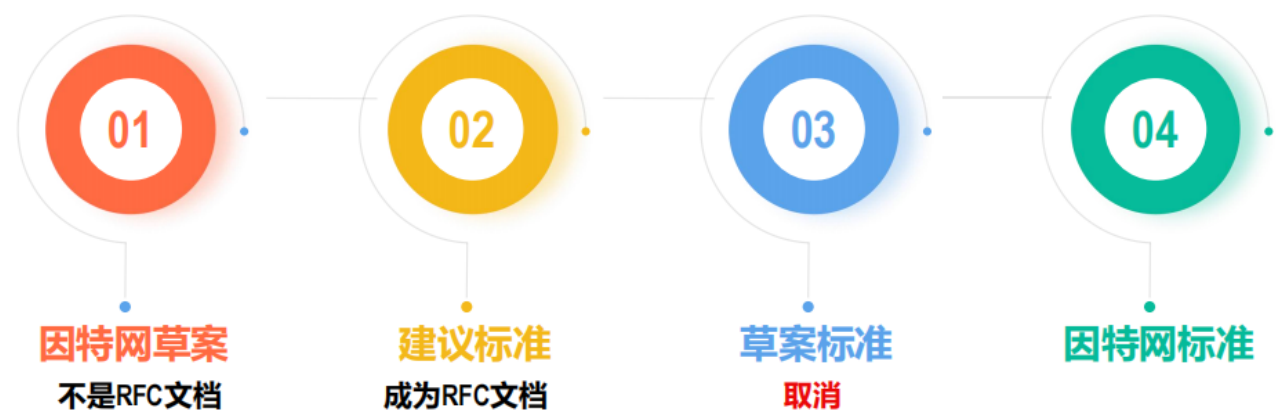 01
02
03
04
因特网草案
建议标准
草案标准
因特网标准
不是RFC文档
成为RFC文档
取消